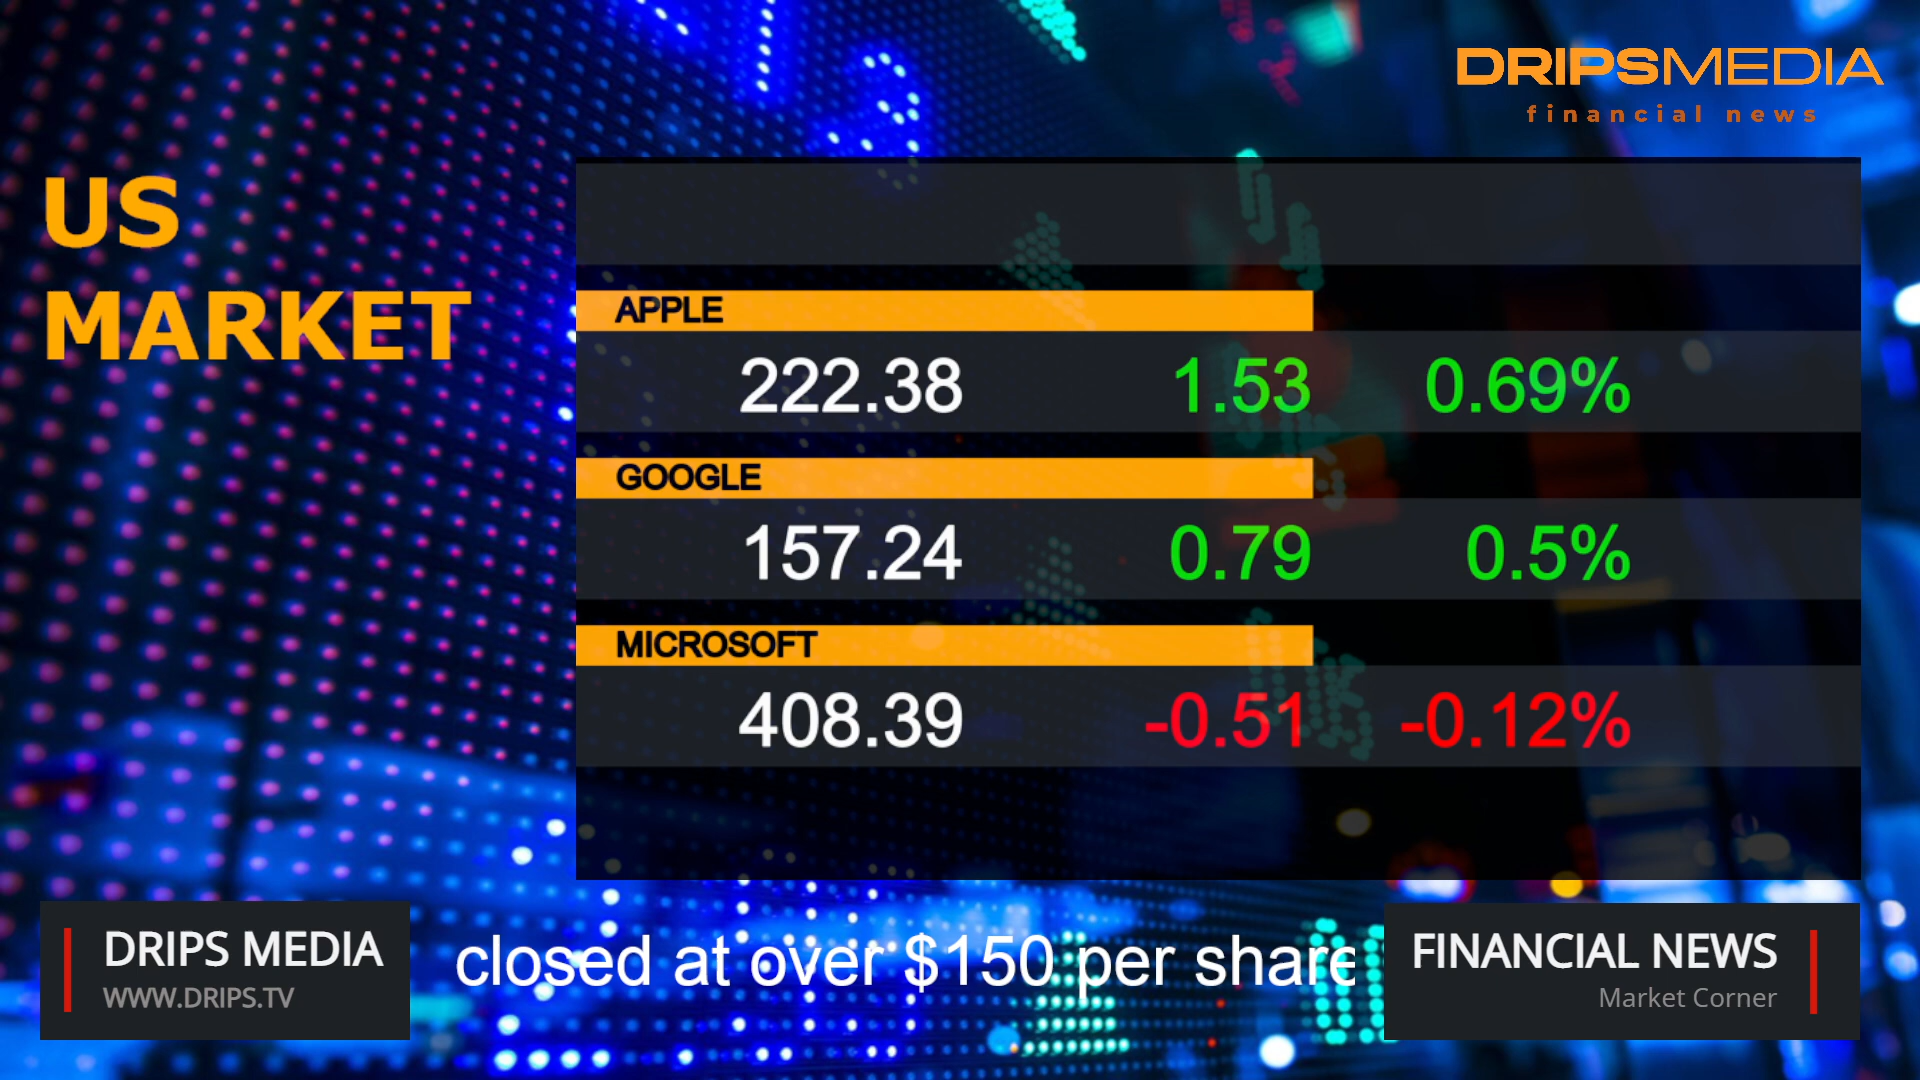 DRIPSMEDIA
financial news
US
MARKET
APPLE
222.38 1.53 0.69%
GOOGLE
157.24 0.79 0.5%
MICROSOFT
408.39 -0.51 -0.12%
DRIPS MEDIA
WWW.DRIPS.TV
closed at over $150 per share
FINANCIAL NEWS
Market Corner